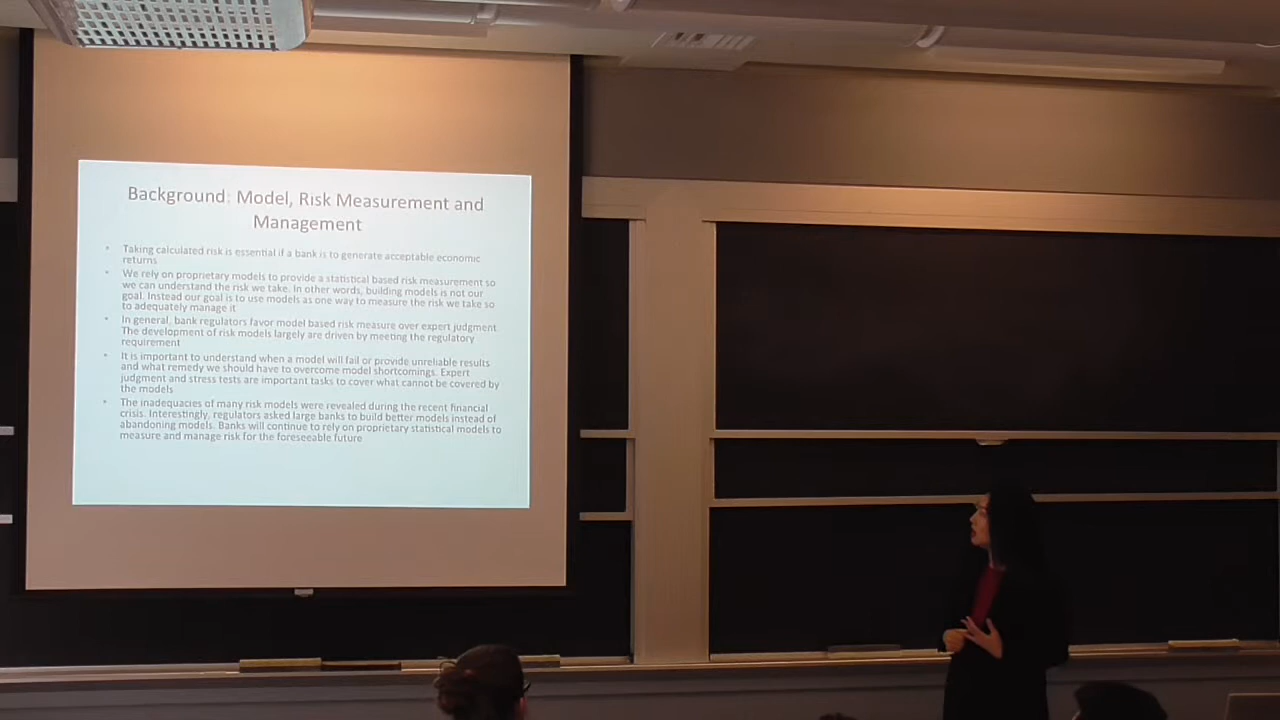 Background: Model, Risk Measurement and
Management
• Taking calculated risk is essential if a bank is to generate acceptable economic
returns
• We rely on proprietary models to provide a statistical based risk measurement so
we can understand the risk we take. In other words, building models is not our
goal. Instead our goal is to use models as one way to measure the risk we take so
to adequately manage it
• In general, bank regulators favor model based risk measure over expert judgment
The development of risk models largely are driven by meeting the regulatory
requirement
• It is important to understand when a model will fail or provide unreliable results
and what remedy we should have to overcome model shortcomings. Expert
judgment and stress tests are important tasks to cover what cannot be covered by
the models
• The inadequacies of many risk models were revealed during the recent financial
crisis. Interestingly, regulators asked large banks to build better models instead of
abandoning models. Banks will continue to rely on proprietary statistical models to
measure and manage risk for the foreseeable future